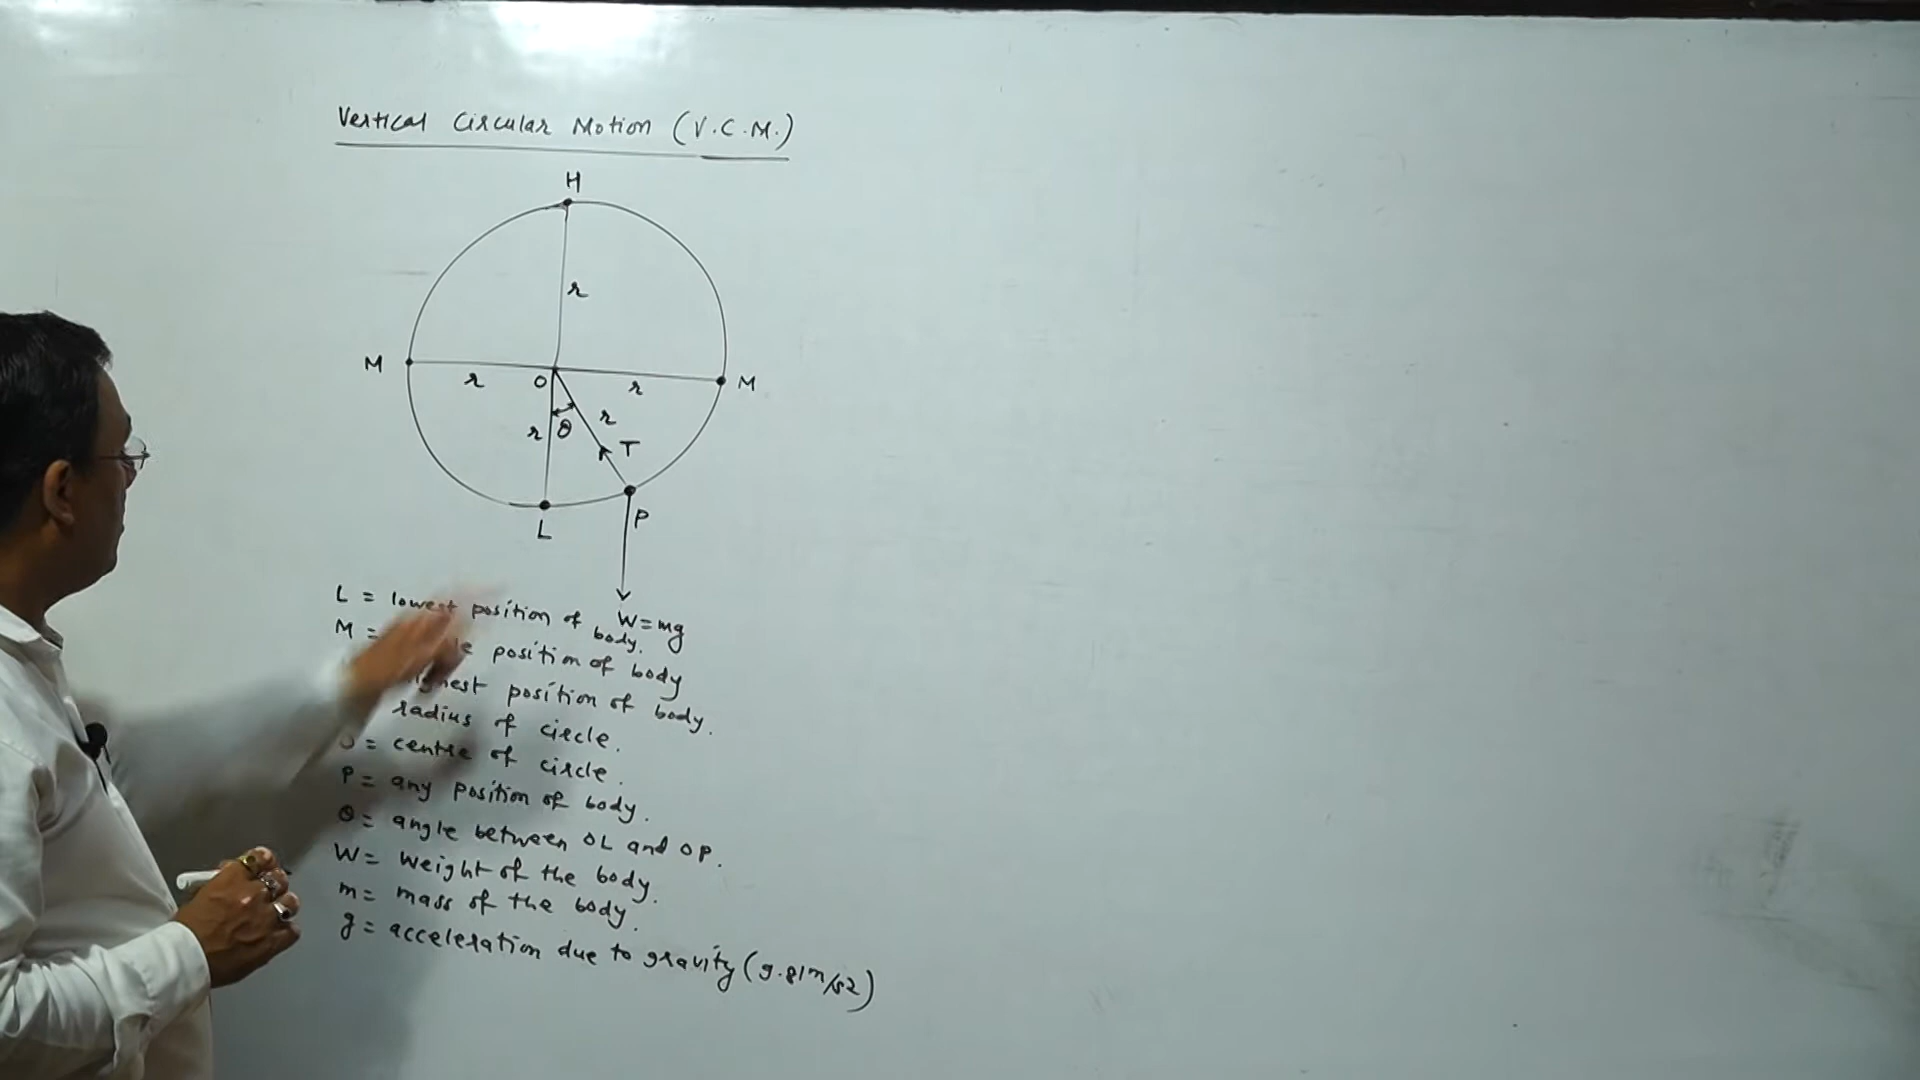 Vertical Circular Motion (V.C.M.)
H
r
M
r
O
r
M
r
θ
r
T
L
P
W=mg
L = lowest position of body.
M = position of body
highest position of body.
radius of circle.
= centre of circle.
P = any position of body.
θ = angle between OL and OP.
W = Weight of the body.
m = mass of the body.
g = acceleration due to gravity (9.81m/s2)